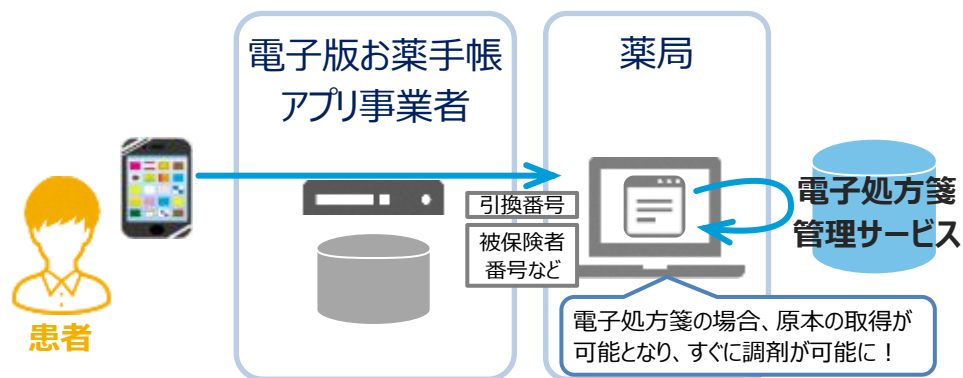 電子版お薬手帳
アプリ事業者
薬局
引換番号
被保険者
番号など
電子処方箋
管理サービス
患者
電子処方箋の場合、原本の取得が
可能となり、すぐに調剤が可能に！